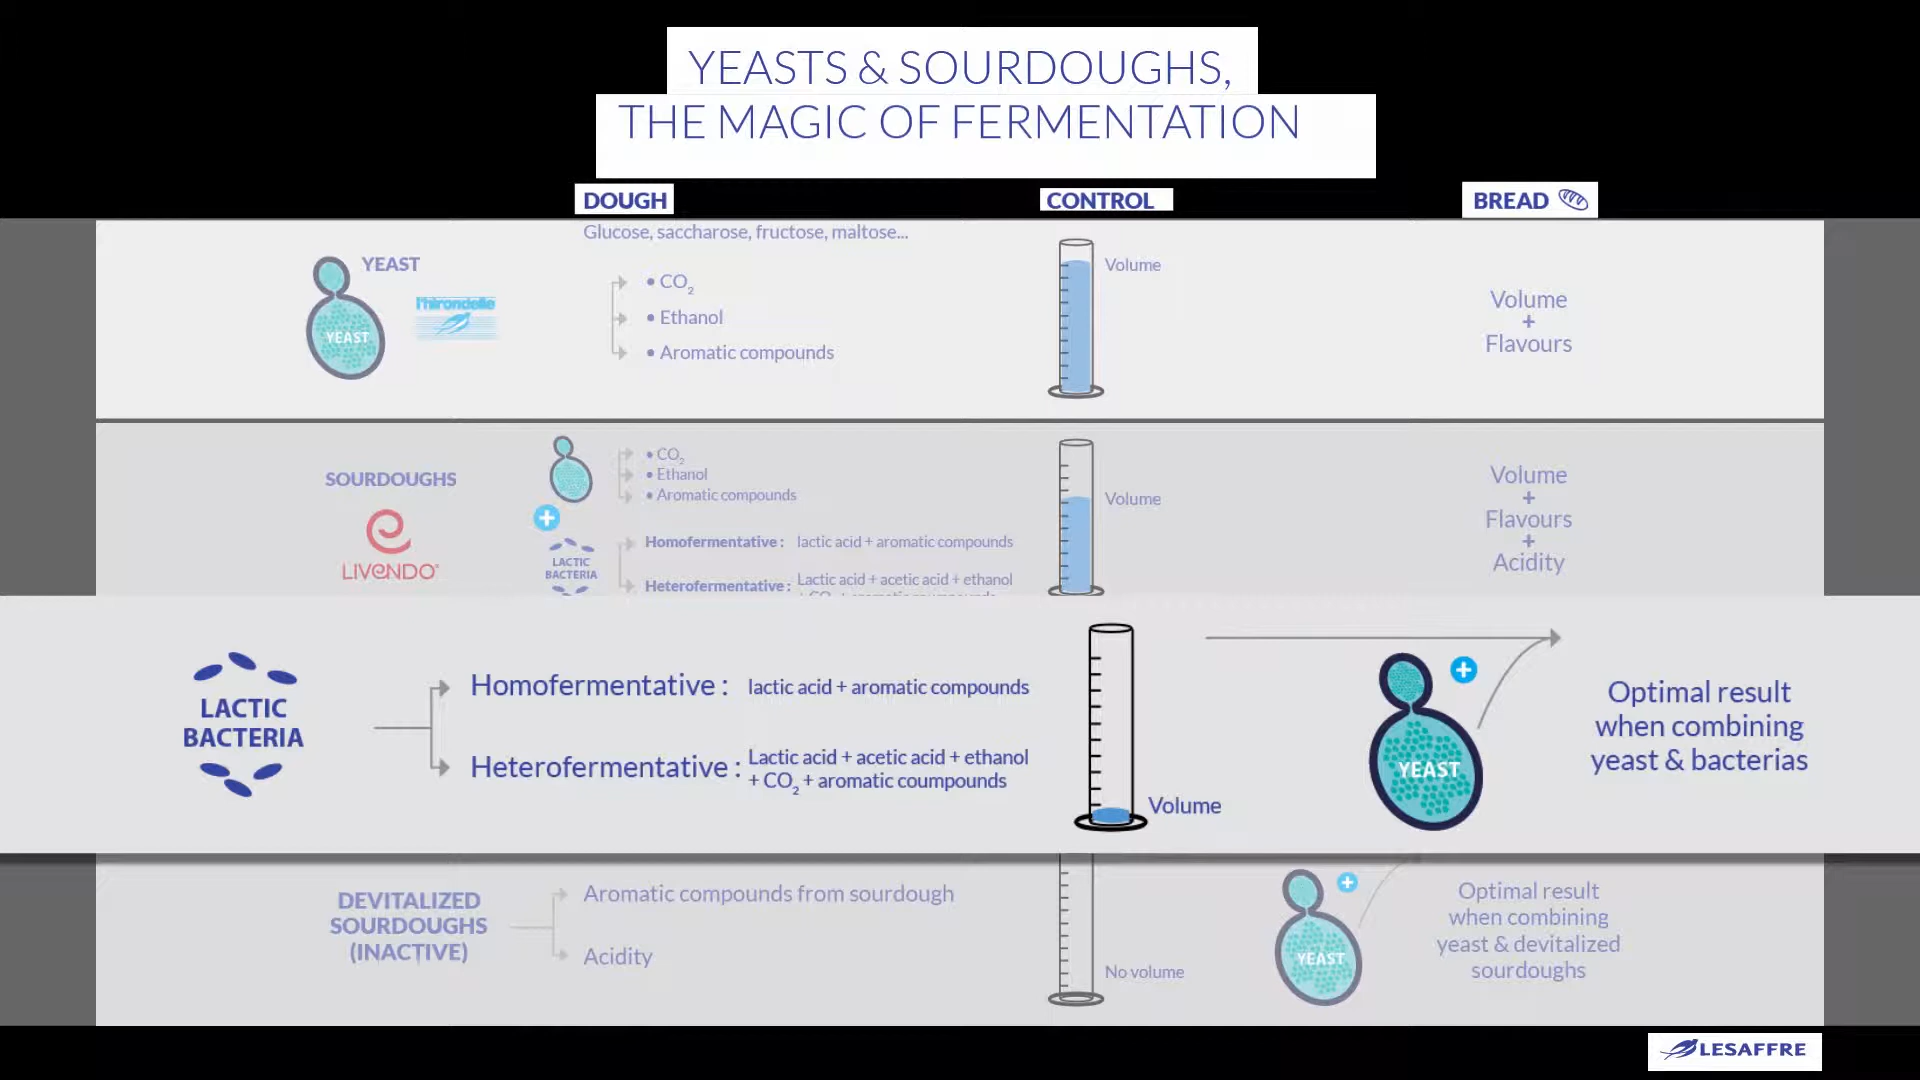 YEASTS & SOURDOUGHS,
THE MAGIC OF FERMENTATION
DOUGH
CONTROL
BREAD
Glucose, saccharose, fructose, maltose...
YEAST
YEAST
l'hirondelle
• CO2
• Ethanol
• Aromatic compounds
Volume
Volume
+
Flavours
SOURDOUGHS
LIVENDO®
• CO2
• Ethanol
• Aromatic compounds
+
LACTIC
BACTERIA
Homofermentative : lactic acid + aromatic compounds
Heterofermentative : Lactic acid + acetic acid + ethanol
Volume
Volume
+
Flavours
+
Acidity
LACTIC
BACTERIA
Homofermentative : lactic acid + aromatic compounds
Heterofermentative : Lactic acid + acetic acid + ethanol
+ CO2 + aromatic coumpounds
Volume
+
YEAST
Optimal result
when combining
yeast & bacterias
DEVITALIZED
SOURDOUGHS
(INACTIVE)
Aromatic compounds from sourdough
Acidity
No volume
+
YEAST
Optimal result
when combining
yeast & devitalized
sourdoughs
LESAFFRE